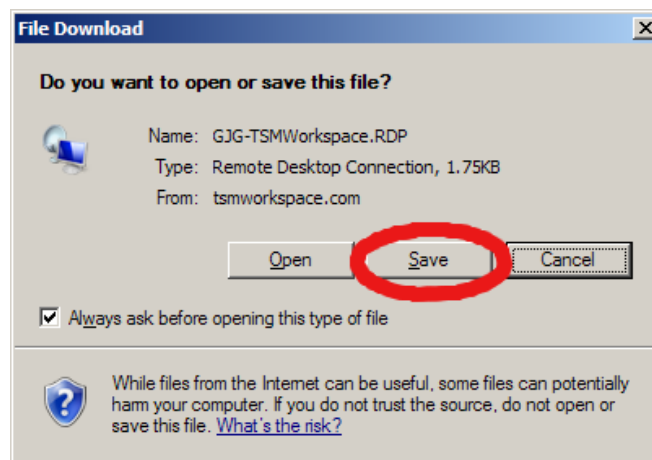 File Download
Do you want to open or save this file?
Name: GJG-TSMWorkspace.RDP
Type: Remote Desktop Connection, 1.75KB
From: tsmworkspace.com
Open Save Cancel
Always ask before opening this type of file
While files from the Internet can be useful, some files can potentially
harm your computer. If you do not trust the source, do not open or
save this file. What's the risk?